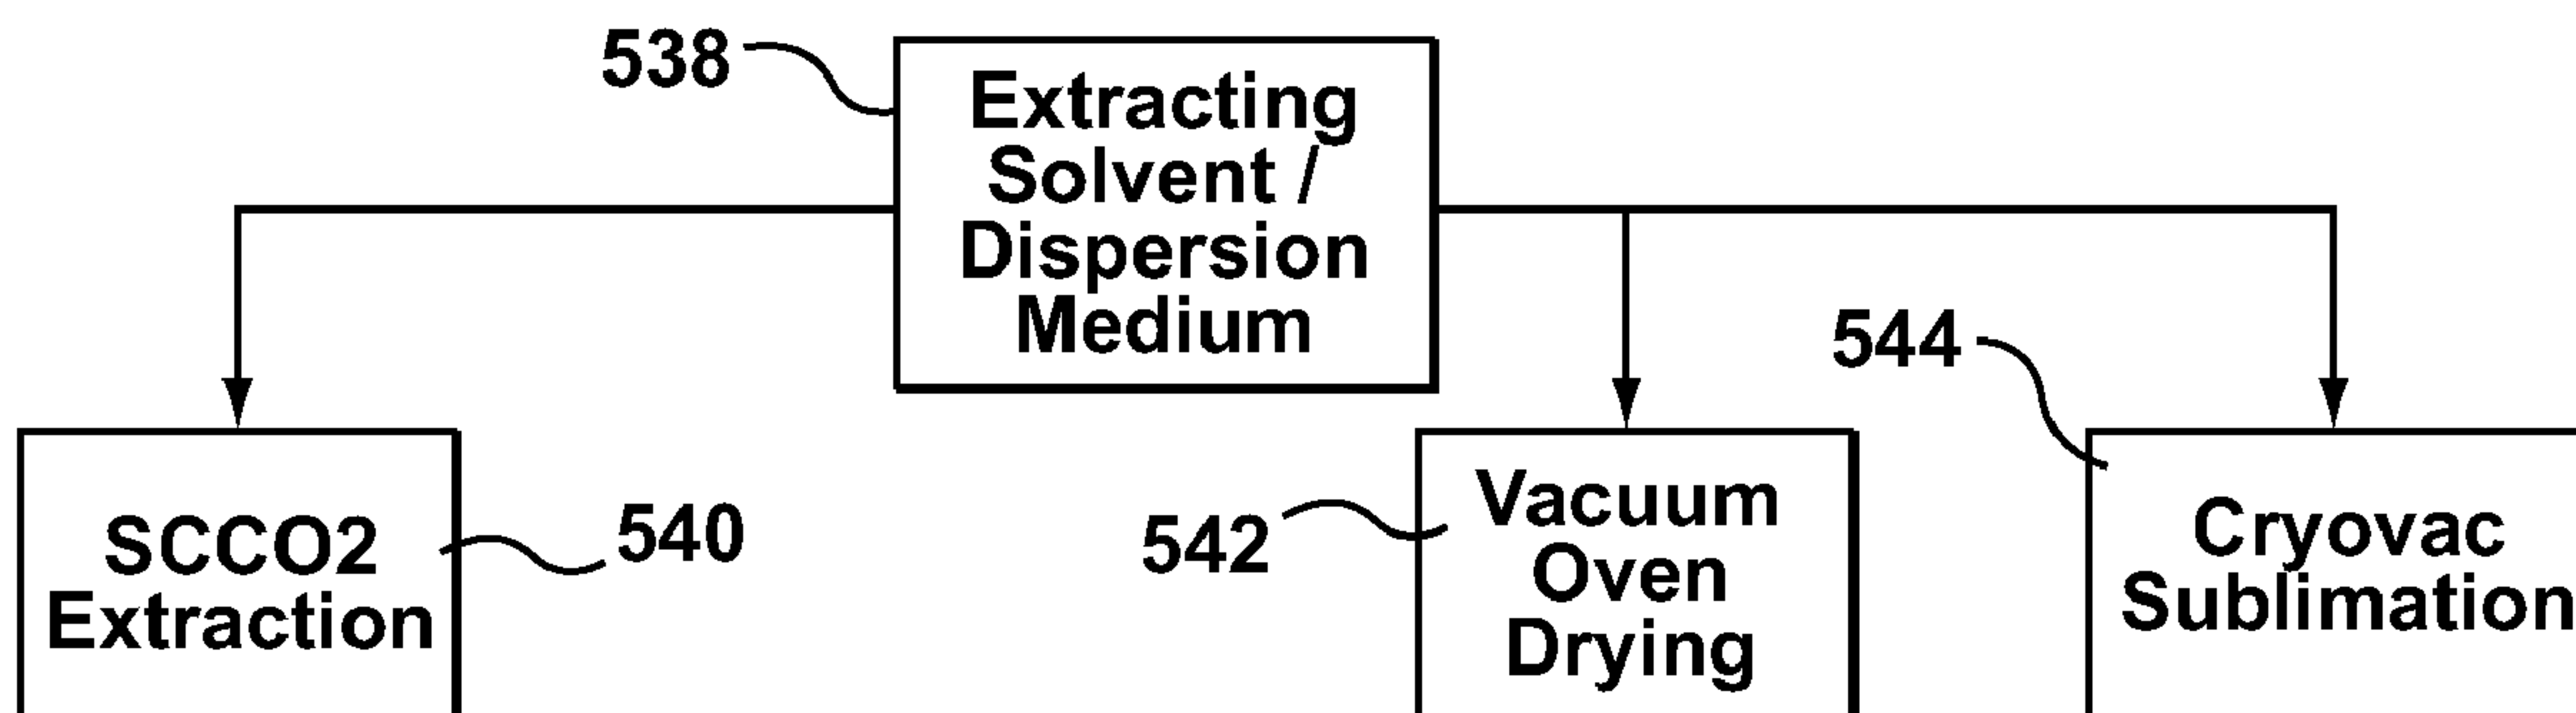 538
Extracting
Solvent /
Dispersion
Medium
544
SCCO2
Extraction
540
542
Vacuum
Oven
Drying
Cryovac
Sublimation